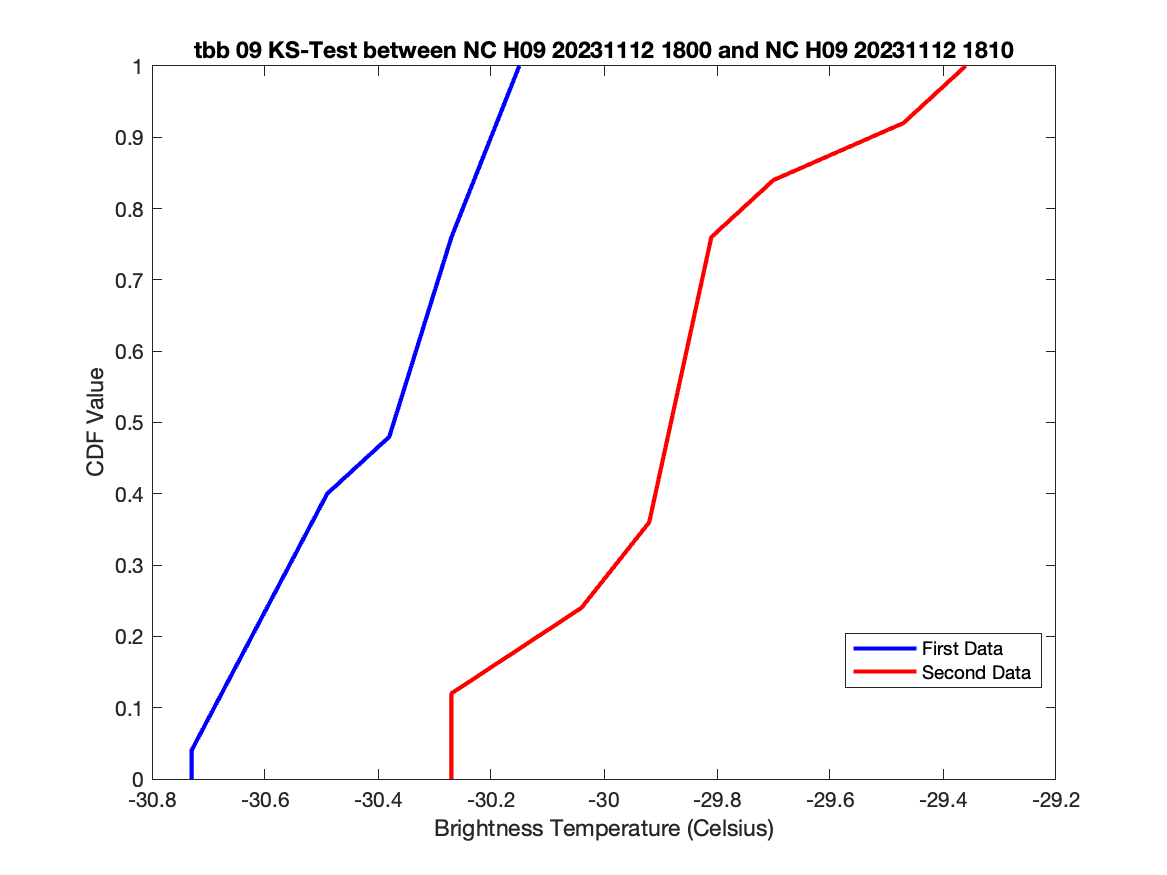 tbb 09 KS-Test between NC H09 20231112 1800 and NC H09 20231112 1810
1
0.9
0.8
0.7
0.6
0.5
0.4
0.3
0.2
0.1
0
CDF Value
First Data
Second Data
-30.8 -30.6 -30.4 -30.2 -30 -29.8 -29.6 -29.4 -29.2
Brightness Temperature (Celsius)